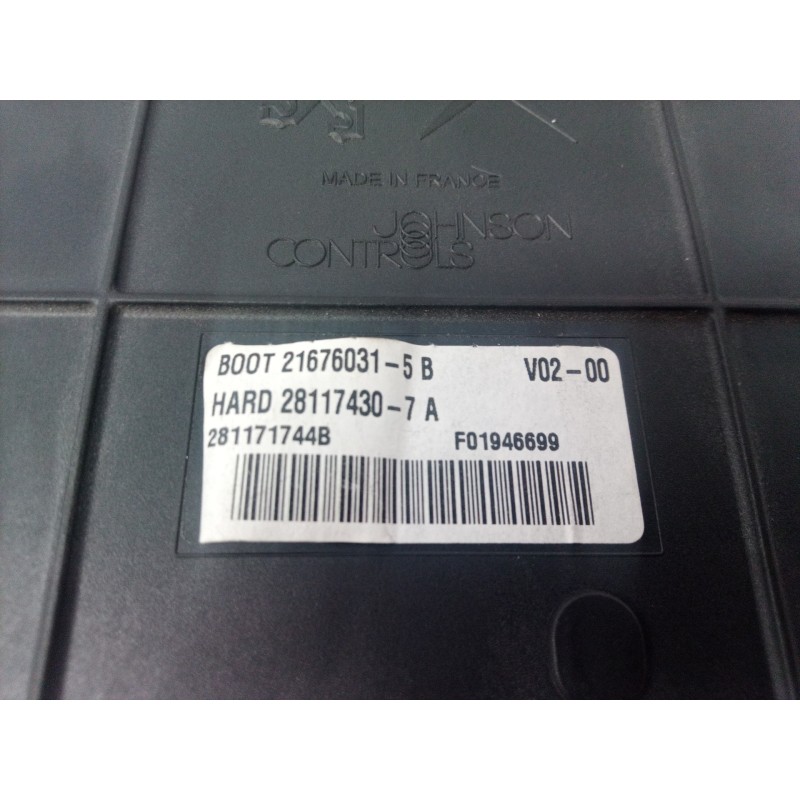 MADE IN FRANCE
JOHNSON
CONTROLS
BOOT 21676031-5 B V02-00
HARD 28117430-7 A
281171744B F01946699